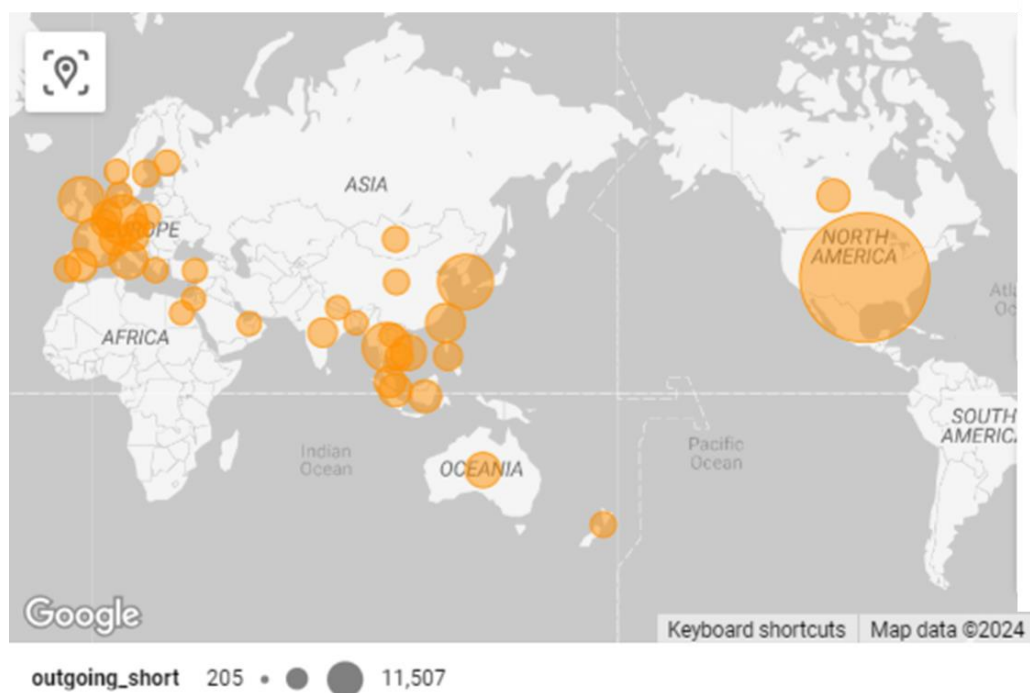 ASIA
EUROPE
NORTH
AMERICA
AFRICA
SOUTH
Indian
Ocean
OCEANIA
Pacific
Ocean
Google
Keyboard shortcuts Map data ©2024
outgoing_short 205 11,507